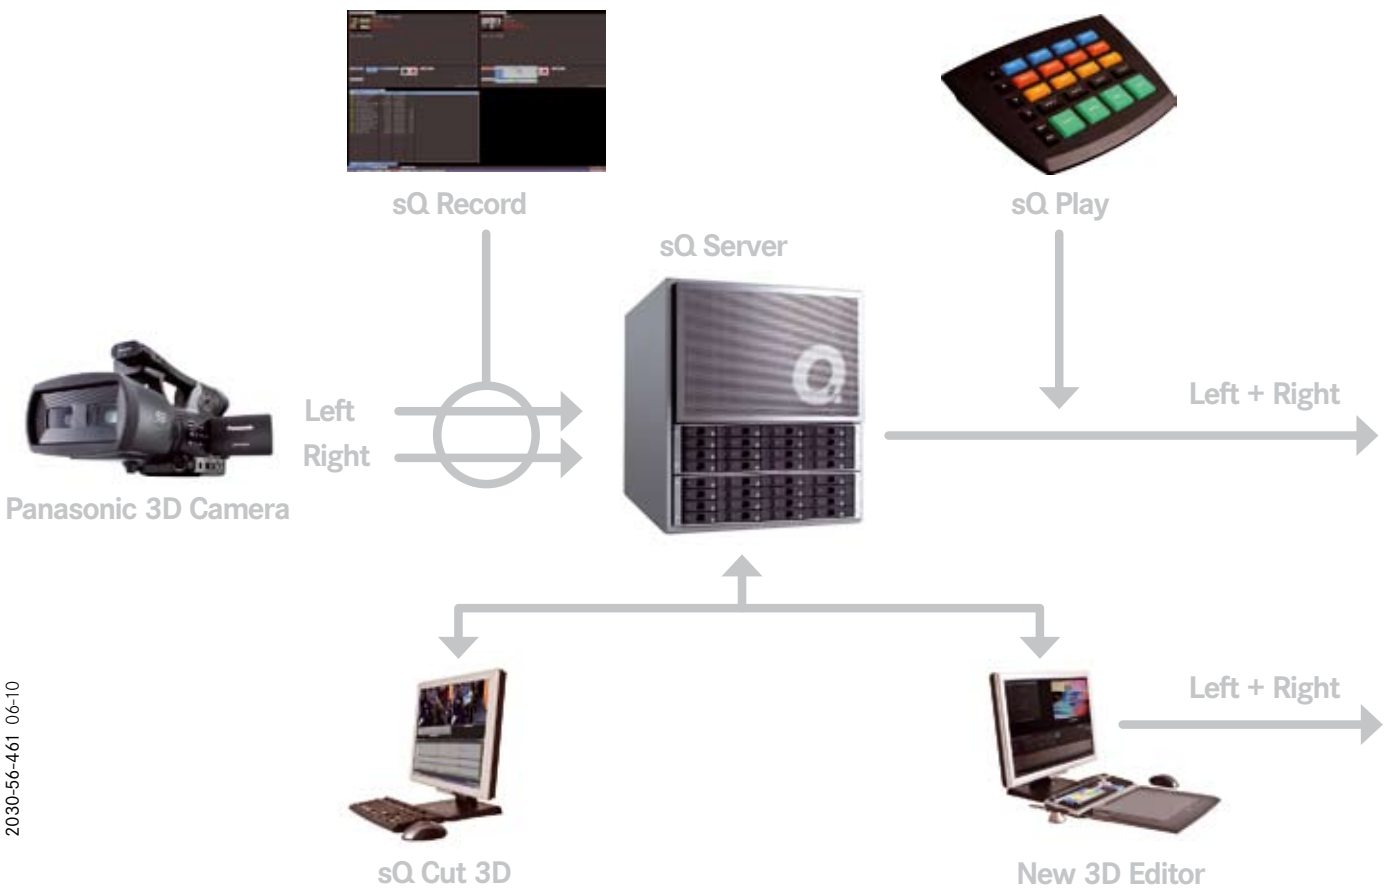 sQ Record
sQ Play
sQ Server
Left + Right
Left
Right
Panasonic
Panasonic 3D Camera
Left + Right
2030-56-461 06-10
sQ Cut 3D
New 3D Editor